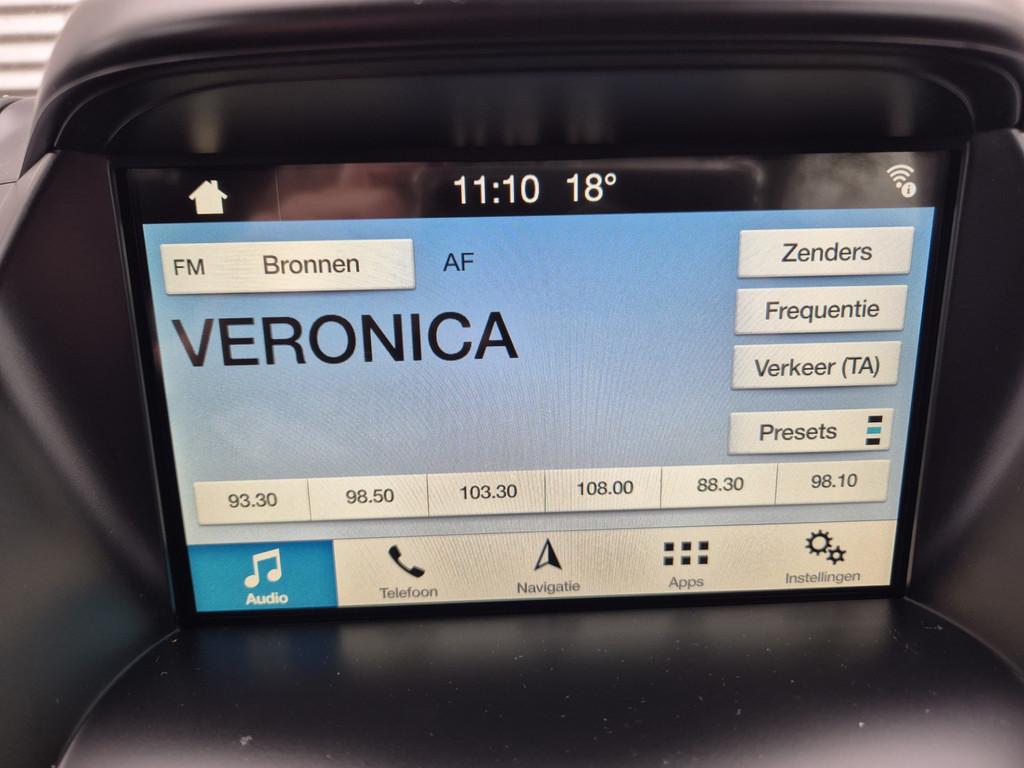 11:10 18°
FM Bronnen AF
Zenders
VERONICA
Frequentie
Verkeer (TA)
Presets
93.30 98.50 103.30 108.00 88.30 98.10
Audio Telefoon Navigatie Apps Instellingen